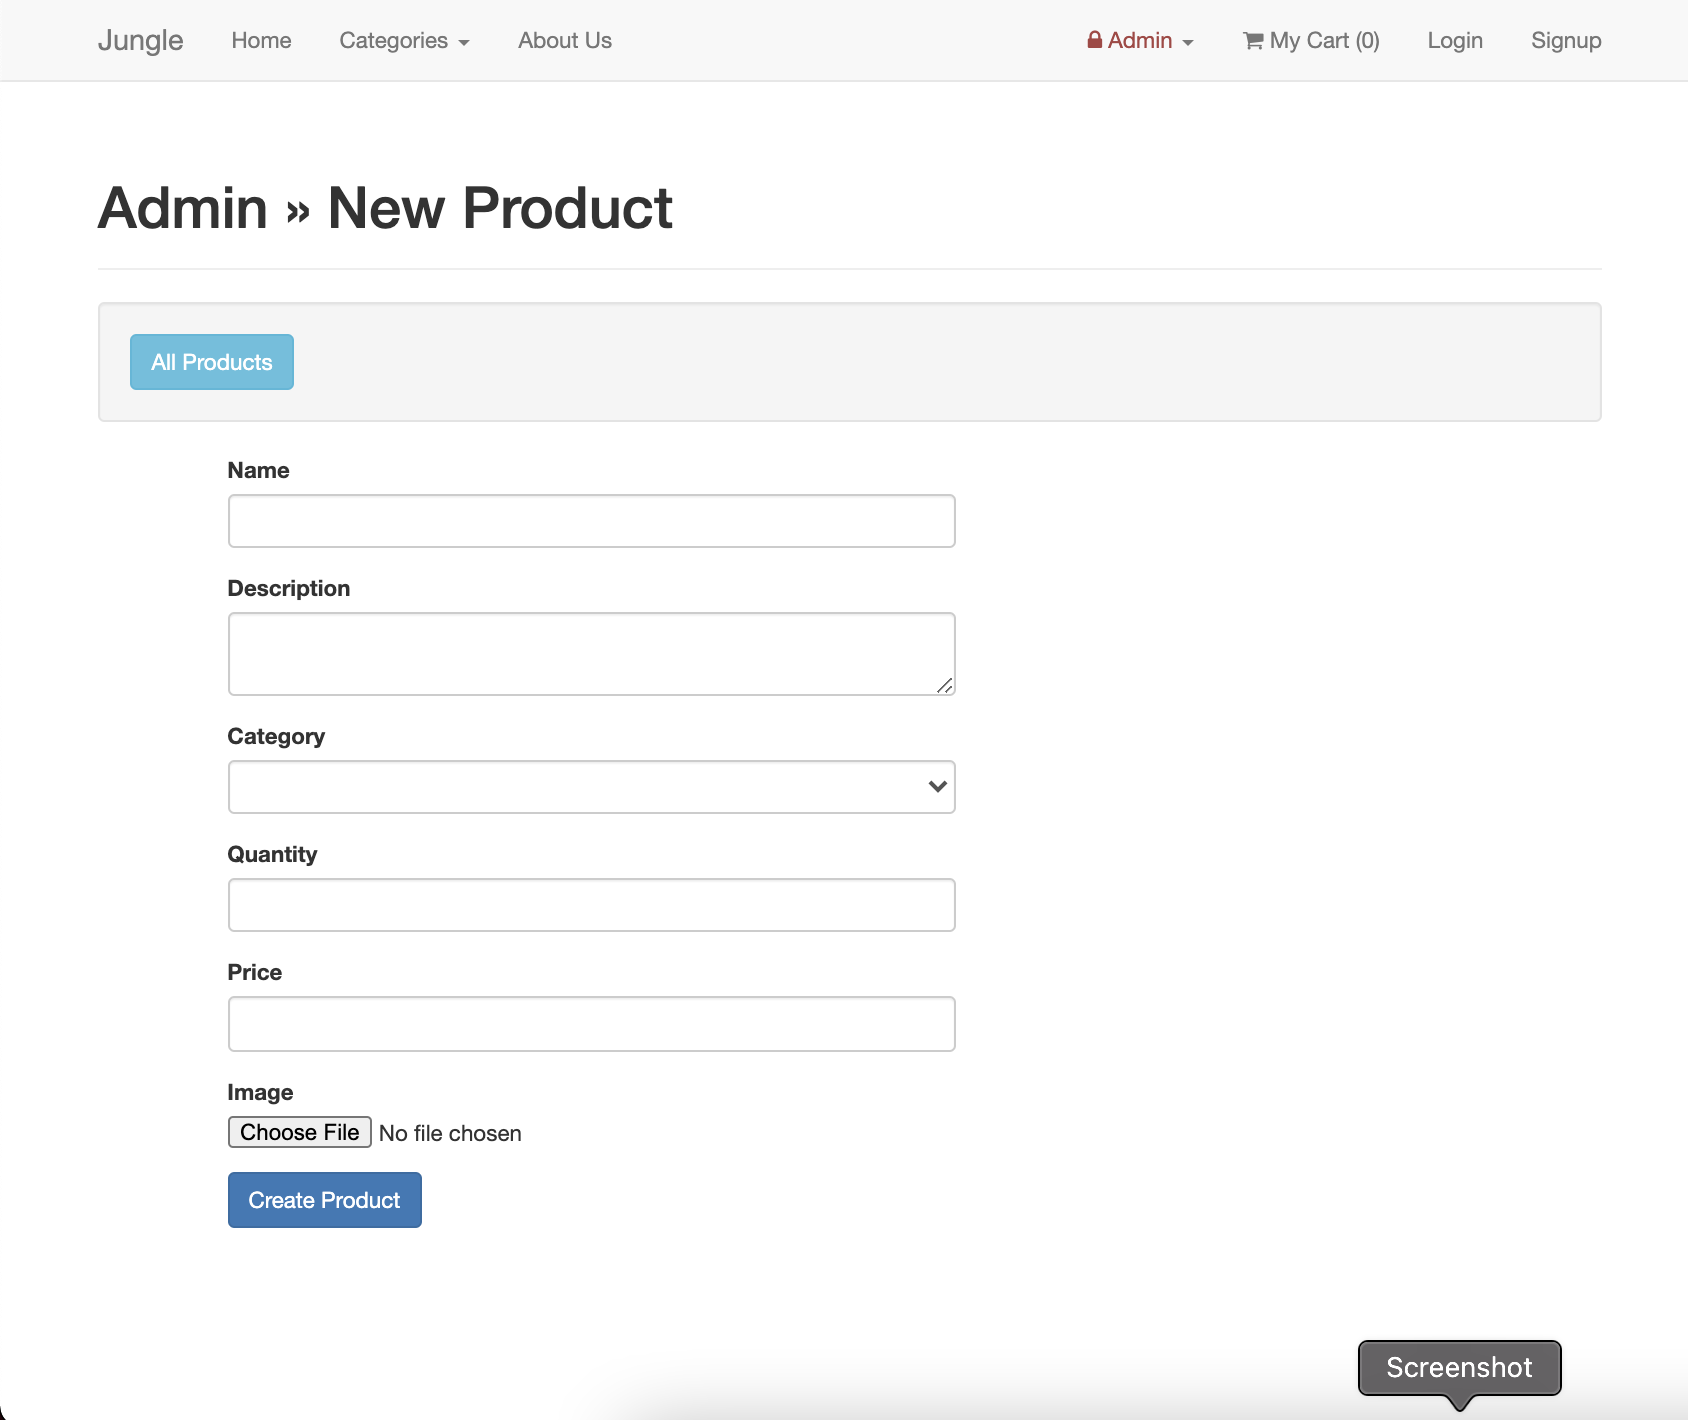 Jungle Home Categories About Us Admin My Cart (0) Login Signup
Admin » New Product
All Products
Name
Description
Category
Quantity
Price
Image
Choose File No file chosen
Create Product
Screenshot